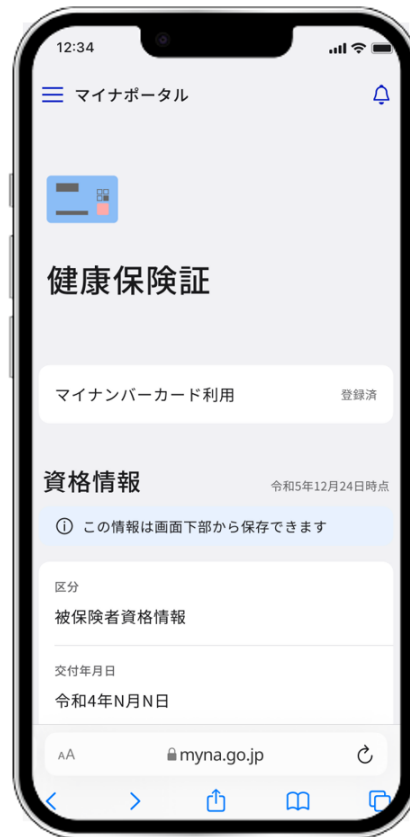 12:34
マイナポータル
健康保険証
マイナンバーカード利用 登録済
資格情報 令和5年12月24日時点
この情報は画面下部から保存できます
区分
被保険者資格情報
交付年月日
令和4年N月N日
AA myna.go.jp